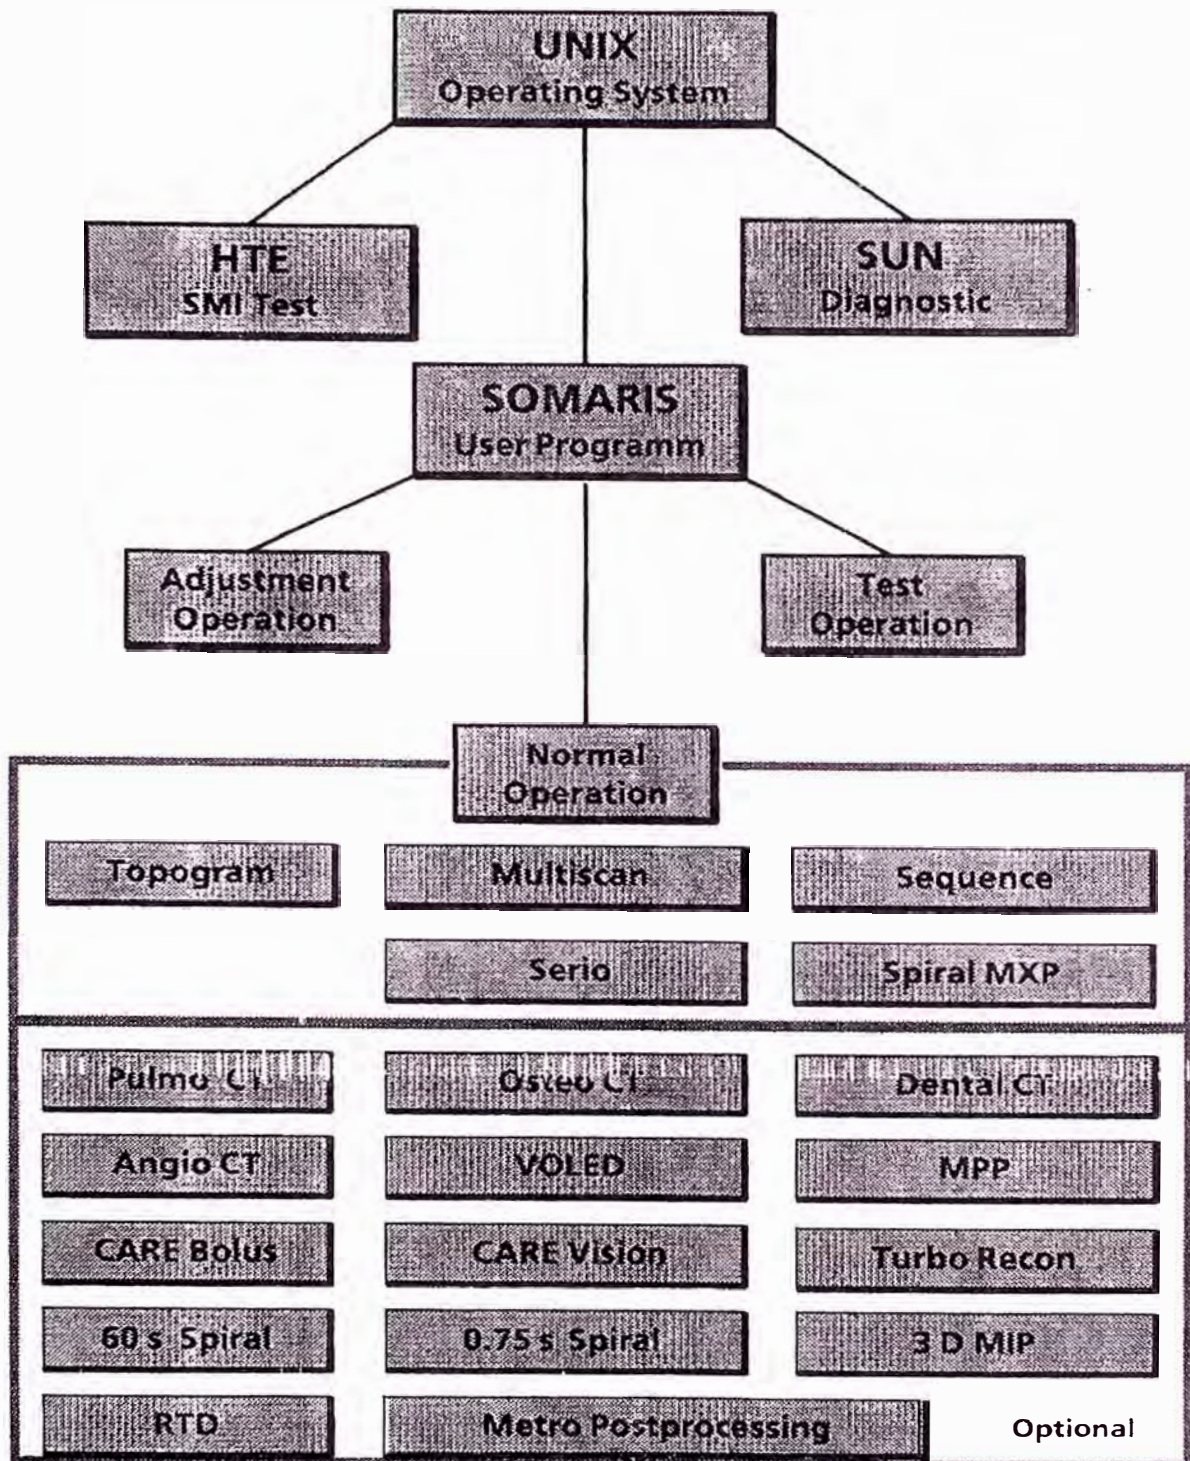 UNIX
Operating System
HTE
SMI Test
SUN
Diagnostic
SOMARIS
User Programm
Adjustment
Operation
Test
Operation
Normal
Operation
Topogram
Multiscan
Sequence
Serio
Spiral MXP
Pulmo CT
Osteo CT
Dental CT
Angio CT
VOLED
MPP
CARE Bolus
CARE Vision
Turbo Recon
60 s Spiral
0.75 s Spiral
3 D MIP
RTD
Metro Postprocessing
Optional